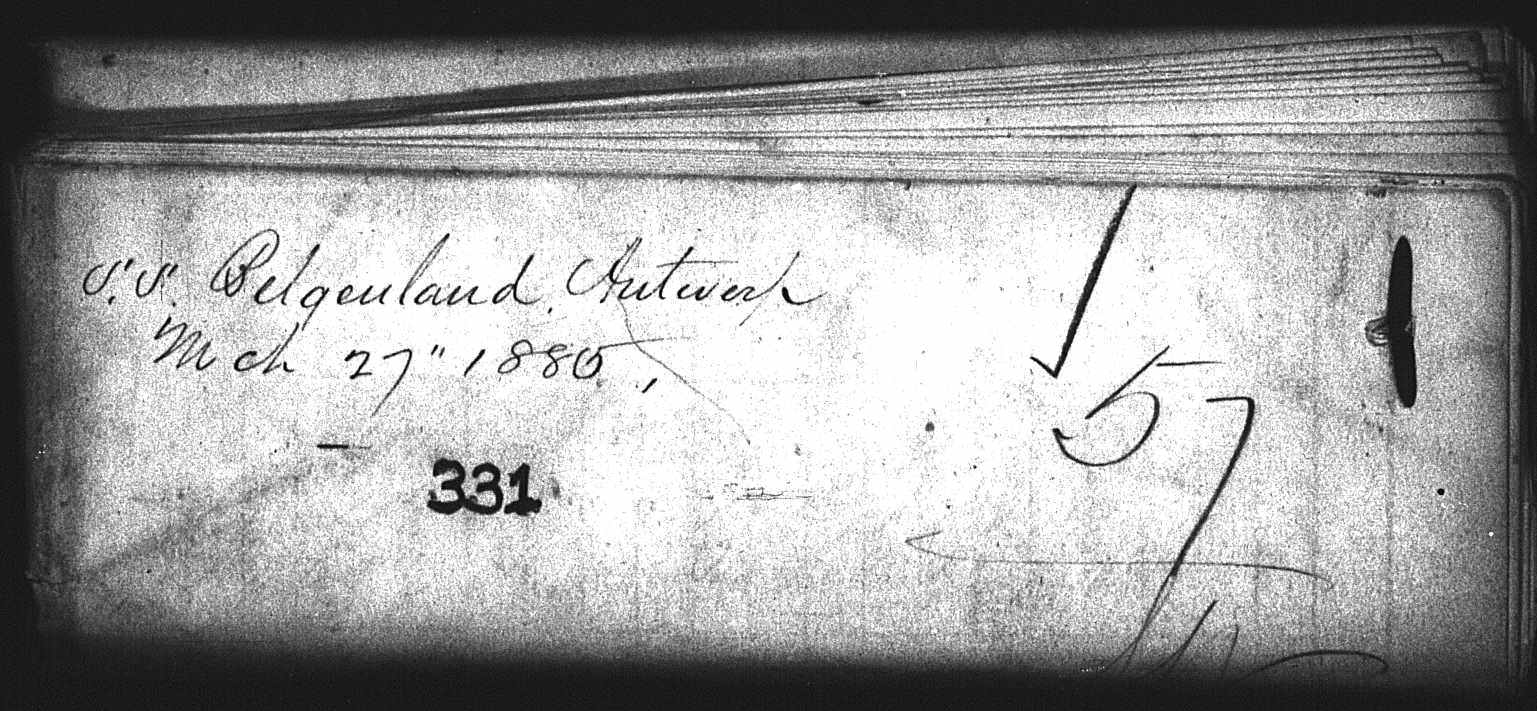 S.S. Belgenland Antwerp
Mch 27" 1880,
57
331